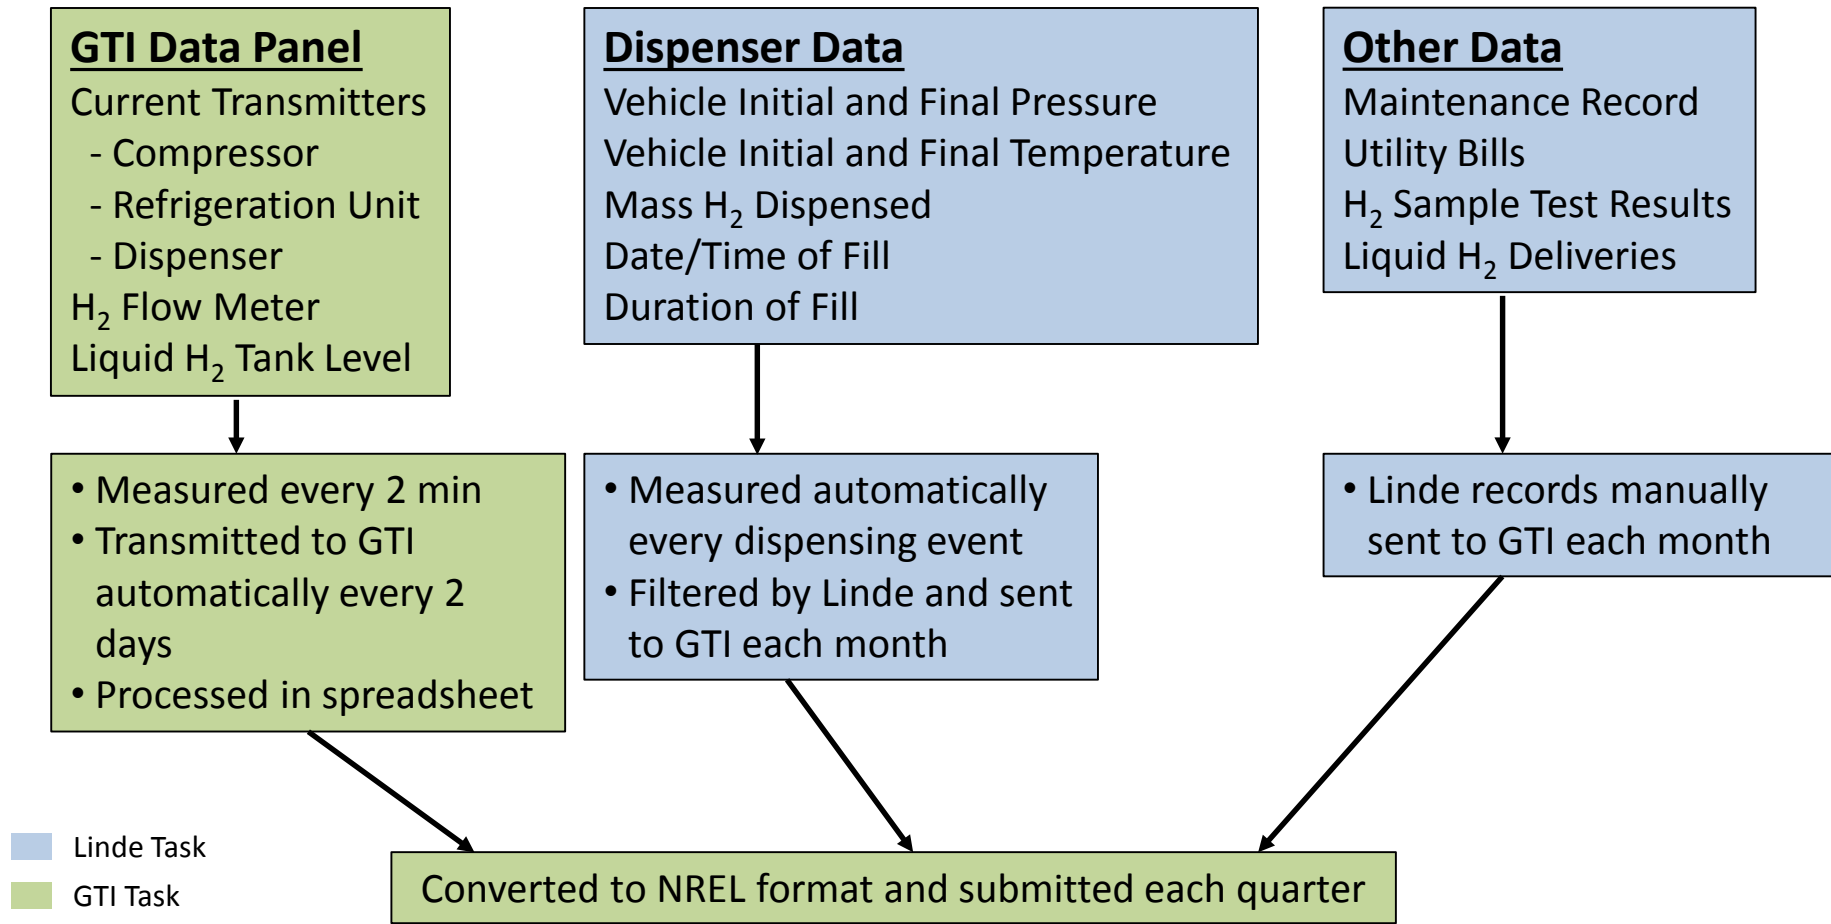 GTI Data Panel
Current Transmitters
- Compressor
- Refrigeration Unit
- Dispenser
H₂ Flow Meter
Liquid H₂ Tank Level
Dispenser Data
Vehicle Initial and Final Pressure
Vehicle Initial and Final Temperature
Mass H₂ Dispensed
Date/Time of Fill
Duration of Fill
Other Data
Maintenance Record
Utility Bills
H₂ Sample Test Results
Liquid H₂ Deliveries
• Measured every 2 min
• Transmitted to GTI
automatically every 2
days
• Processed in spreadsheet
• Measured automatically
every dispensing event
• Filtered by Linde and sent
to GTI each month
• Linde records manually
sent to GTI each month
Linde Task
GTI Task
Converted to NREL format and submitted each quarter